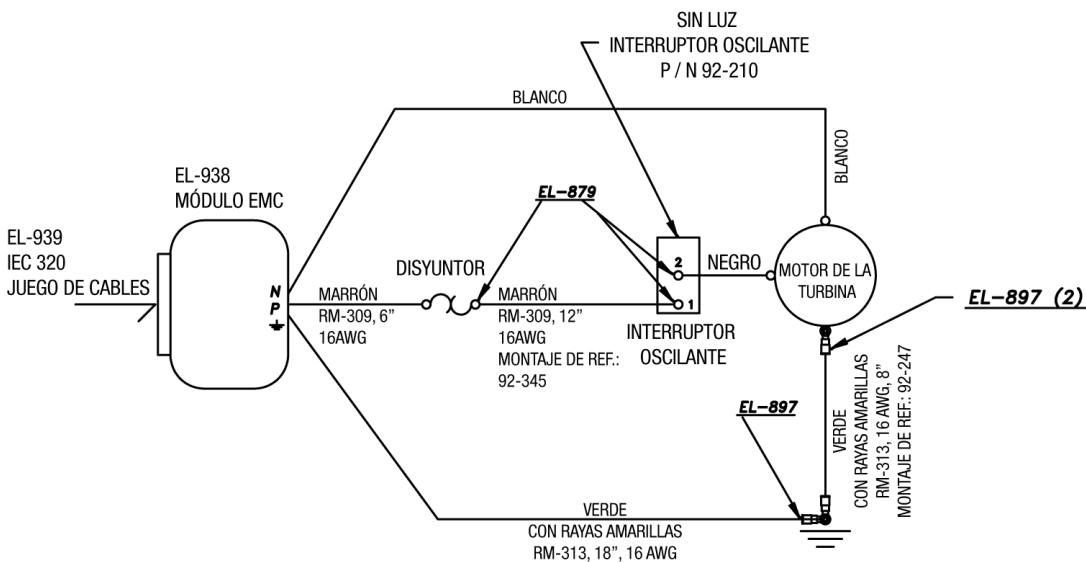 SIN LUZ
INTERRUPTOR OSCILANTE
P / N 92-210
BLANCO
BLANCO
EL-938
MÓDULO EMC
EL-939
IEC 320
JUEGO DE CABLES
EL-879
DISYUNTOR
N
P
MARRÓN
RM-309, 6”
16AWG
MARRÓN
RM-309, 12”
16AWG
MONTAJE DE REF.:
92-345
2
1
NEGRO
INTERRUPTOR
OSCILANTE
MOTOR DE LA
TURBINA
EL-897 (2)
EL-897
VERDE
CON RAYAS AMARILLAS
RM-313, 16 AWG, 8”
MONTAJE DE REF.: 92-247
VERDE
CON RAYAS AMARILLAS
RM-313, 18”, 16 AWG